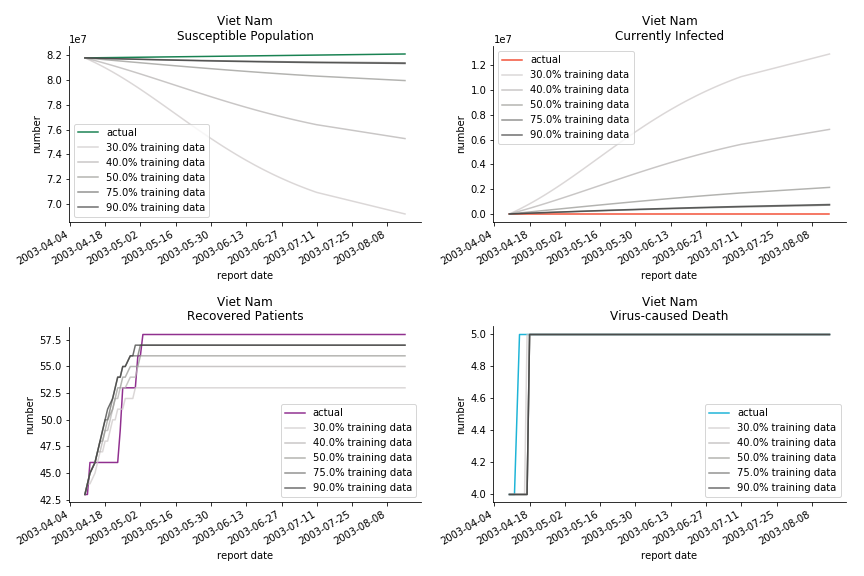 Viet Nam
Susceptible Population
1e7
8.2
8.0
7.8
7.6
7.4
7.2
7.0
number
actual
30.0% training data
40.0% training data
50.0% training data
75.0% training data
90.0% training data
2003-04-04
2003-04-18
2003-05-02
2003-05-16
2003-05-30
2003-06-13
2003-06-27
2003-07-11
2003-07-25
2003-08-08
report date
Viet Nam
Currently Infected
1e7
1.2
1.0
0.8
0.6
0.4
0.2
0.0
number
actual
30.0% training data
40.0% training data
50.0% training data
75.0% training data
90.0% training data
2003-04-04
2003-04-18
2003-05-02
2003-05-16
2003-05-30
2003-06-13
2003-06-27
2003-07-11
2003-07-25
2003-08-08
report date
Viet Nam
Recovered Patients
57.5
55.0
52.5
50.0
47.5
45.0
42.5
number
actual
30.0% training data
40.0% training data
50.0% training data
75.0% training data
90.0% training data
2003-04-04
2003-04-18
2003-05-02
2003-05-16
2003-05-30
2003-06-13
2003-06-27
2003-07-11
2003-07-25
2003-08-08
report date
Viet Nam
Virus-caused Death
5.0
4.8
4.6
4.4
4.2
4.0
number
actual
30.0% training data
40.0% training data
50.0% training data
75.0% training data
90.0% training data
2003-04-04
2003-04-18
2003-05-02
2003-05-16
2003-05-30
2003-06-13
2003-06-27
2003-07-11
2003-07-25
2003-08-08
report date